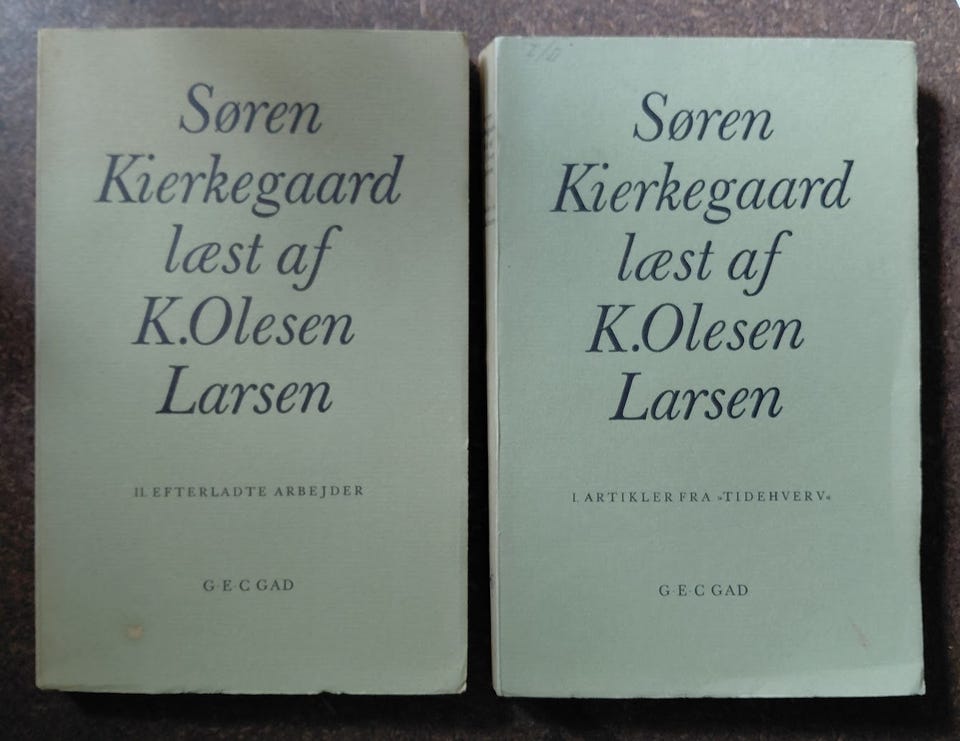 Søren
Kierkegaard
læst af
K.Olesen
Larsen
II. EFTERLADTE ARBEJDER
G·E·C GAD
Søren
Kierkegaard
læst af
K.Olesen
Larsen
I. ARTIKLER FRA »TIDEHVERV«
G·E·C GAD